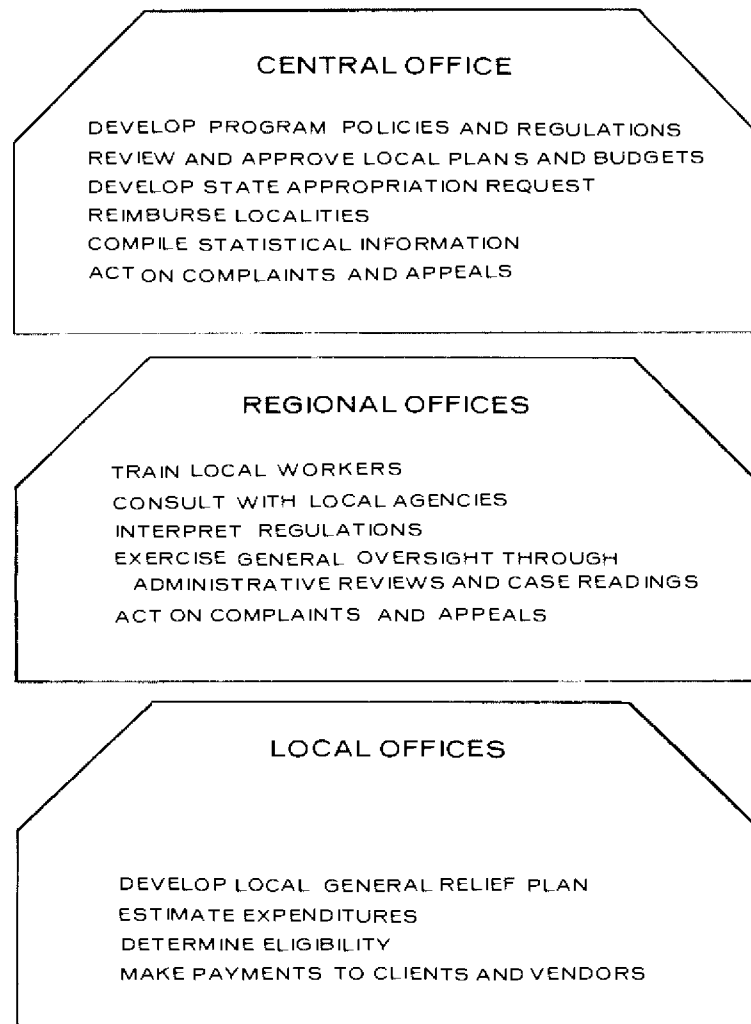 CENTRAL OFFICE
DEVELOP PROGRAM POLICIES AND REGULATIONS
REVIEW AND APPROVE LOCAL PLANS AND BUDGETS
DEVELOP STATE APPROPRIATION REQUEST
REIMBURSE LOCALITIES
COMPILE STATISTICAL INFORMATION
ACT ON COMPLAINTS AND APPEALS
REGIONAL OFFICES
TRAIN LOCAL WORKERS
CONSULT WITH LOCAL AGENCIES
INTERPRET REGULATIONS
EXERCISE GENERAL OVERSIGHT THROUGH
ADMINISTRATIVE REVIEWS AND CASE READINGS
ACT ON COMPLAINTS AND APPEALS
LOCAL OFFICES
DEVELOP LOCAL GENERAL RELIEF PLAN
ESTIMATE EXPENDITURES
DETERMINE ELIGIBILITY
MAKE PAYMENTS TO CLIENTS AND VENDORS